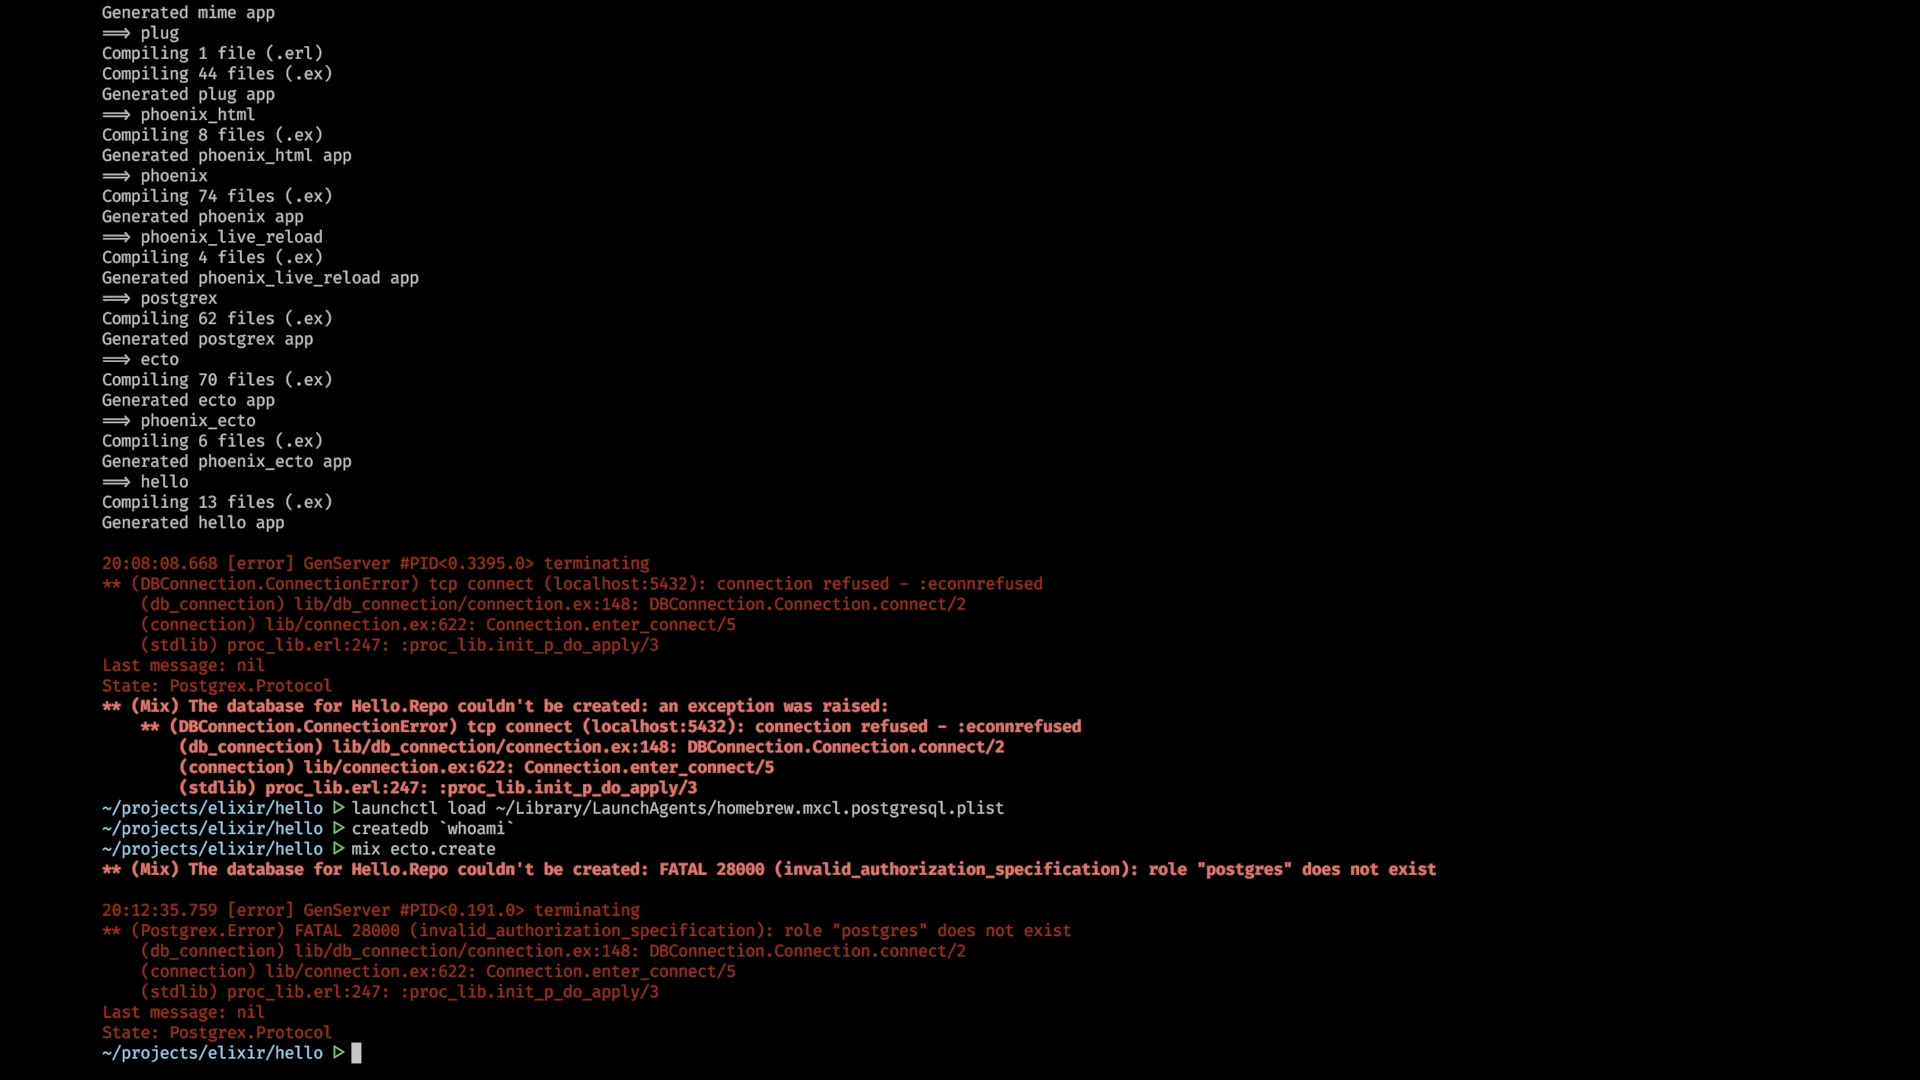 Generated mime app
==> plug
Compiling 1 file (.erl)
Compiling 44 files (.ex)
Generated plug app
==> phoenix_html
Compiling 8 files (.ex)
Generated phoenix_html app
==> phoenix
Compiling 74 files (.ex)
Generated phoenix app
==> phoenix_live_reload
Compiling 4 files (.ex)
Generated phoenix_live_reload app
==> postgrex
Compiling 62 files (.ex)
Generated postgrex app
==> ecto
Compiling 70 files (.ex)
Generated ecto app
==> phoenix_ecto
Compiling 6 files (.ex)
Generated phoenix_ecto app
==> hello
Compiling 13 files (.ex)
Generated hello app
20:08:08.668 [error] GenServer #PID<0.3395.0> terminating
** (DBConnection.ConnectionError) tcp connect (localhost:5432): connection refused - :econnrefused
    (db_connection) lib/db_connection/connection.ex:148: DBConnection.Connection.connect/2
    (connection) lib/connection.ex:622: Connection.enter_connect/5
    (stdlib) proc_lib.erl:247: :proc_lib.init_p_do_apply/3
Last message: nil
State: Postgrex.Protocol
** (Mix) The database for Hello.Repo couldn't be created: an exception was raised:
    ** (DBConnection.ConnectionError) tcp connect (localhost:5432): connection refused - :econnrefused
        (db_connection) lib/db_connection/connection.ex:148: DBConnection.Connection.connect/2
        (connection) lib/connection.ex:622: Connection.enter_connect/5
        (stdlib) proc_lib.erl:247: :proc_lib.init_p_do_apply/3
~/projects/elixir/hello ▷ launchctl load ~/Library/LaunchAgents/homebrew.mxcl.postgresql.plist
~/projects/elixir/hello ▷ createdb `whoami`
~/projects/elixir/hello ▷ mix ecto.create
** (Mix) The database for Hello.Repo couldn't be created: FATAL 28000 (invalid_authorization_specification): role "postgres" does not exist
20:12:35.759 [error] GenServer #PID<0.191.0> terminating
** (Postgrex.Error) FATAL 28000 (invalid_authorization_specification): role "postgres" does not exist
    (db_connection) lib/db_connection/connection.ex:148: DBConnection.Connection.connect/2
    (connection) lib/connection.ex:622: Connection.enter_connect/5
    (stdlib) proc_lib.erl:247: :proc_lib.init_p_do_apply/3
Last message: nil
State: Postgrex.Protocol
~/projects/elixir/hello ▷